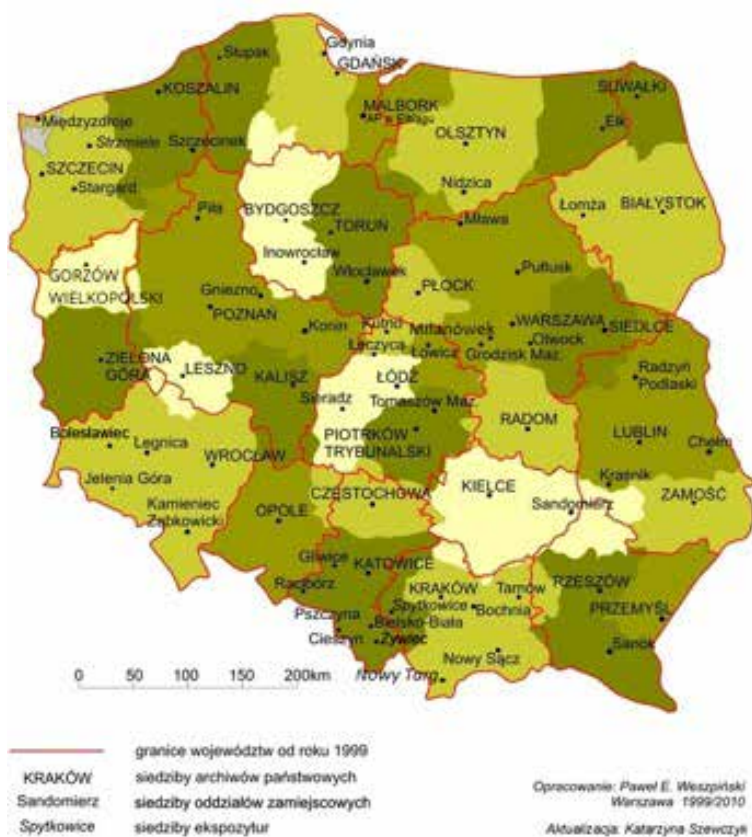 Gdynia
Słupsk
GDAŃSK
KOSZALIN
SUWAŁKI
MALBORK
Międzyzdroje
AP w Elblągu
Ełk
Strzmiele
OLSZTYN
Szczecinek
SZCZECIN
Stargard
Nidzica
Piła
BYDGOSZCZ
Łomża
BIAŁYSTOK
TORUŃ
Mława
Inowrocław
GORZÓW
WIELKOPOLSKI
Włocławek
Pułtusk
PŁOCK
Gniezno
POZNAŃ
Konin
Kutno
Milanówek
WARSZAWA
SIEDLCE
Łęczyca
Łowicz
Otwock
Grodzisk Maz.
ZIELONA
GÓRA
LESZNO
KALISZ
ŁÓDŹ
Radzyń
Podlaski
Sieradz
Tomaszów Maz.
RADOM
Bolesławiec
Legnica
PIOTRKÓW
TRYBUNALSKI
LUBLIN
Chełm
WROCŁAW
Jelenia Góra
KIELCE
Kraśnik
CZĘSTOCHOWA
Sandomierz
ZAMOŚĆ
Kamieniec
Ząbkowicki
OPOLE
Gliwice
KATOWICE
Racibórz
KRAKÓW
Tarnów
RZESZÓW
Spytkowice
Bochnia
Pszczyna
PRZEMYŚL
Bielsko-Biała
Cieszyn
Żywiec
Nowy Sącz
Sanok
Nowy Targ
0 50 100 150 200km
granice województw od roku 1999
KRAKÓW siedziby archiwów państwowych
Sandomierz siedziby oddziałów zamiejscowych
Spytkowice siedziby ekspozytur
Opracowanie: Paweł E. Weszpiński
Warszawa 1999/2010
Aktualizacja: Katarzyna Szewczyk